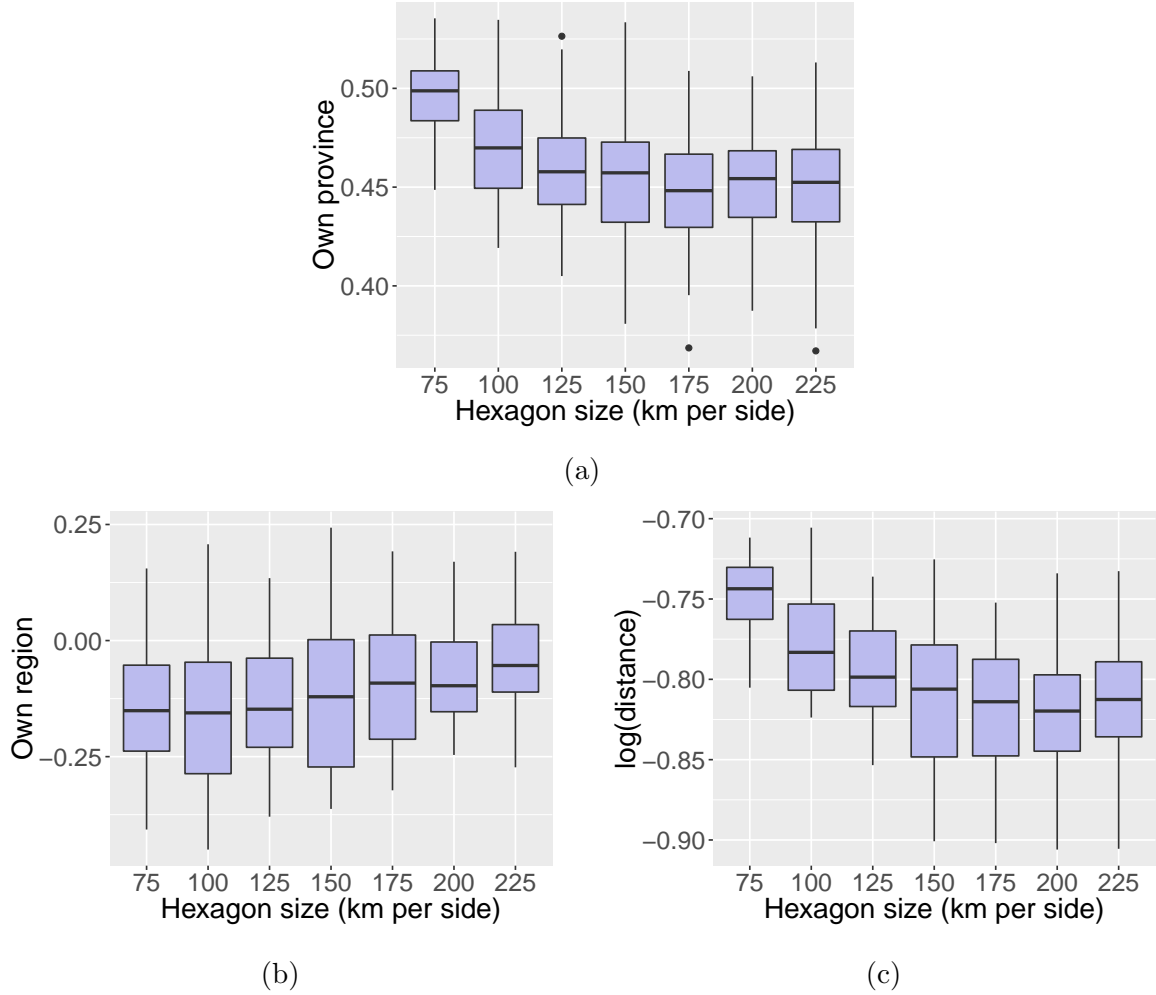 Own province
0.50
0.45
0.40
75 100 125 150 175 200 225
Hexagon size (km per side)
(a)
Own region
0.25
0.00
−0.25
75 100 125 150 175 200 225
Hexagon size (km per side)
(b)
log(distance)
−0.70
−0.75
−0.80
−0.85
−0.90
75 100 125 150 175 200 225
Hexagon size (km per side)
(c)